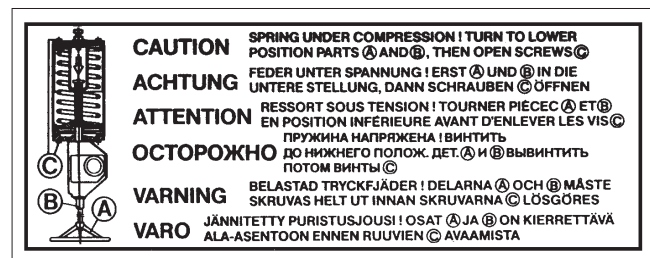 CAUTION SPRING UNDER COMPRESSION ! TURN TO LOWER
POSITION PARTS Ⓐ AND Ⓑ, THEN OPEN SCREWS Ⓒ
ACHTUNG FEDER UNTER SPANNUNG ! ERST Ⓐ UND Ⓑ IN DIE
UNTERE STELLUNG, DANN SCHRAUBEN Ⓒ ÖFFNEN
ATTENTION RESSORT SOUS TENSION ! TOURNER PIÉCEC Ⓐ ET Ⓑ
EN POSITION INFÉRIEURE AVANT D'ENLEVER LES VIS Ⓒ
ОСТОРОЖНО ПРУЖИНА НАПРЯЖЕНА ! ВИНТИТЬ
ДО НИЖНЕГО ПОЛОЖ. ДЕТ. Ⓐ И Ⓑ ВЫВИНТИТЬ
ПОТОМ ВИНТЫ Ⓒ
VARNING BELASTAD TRYCKFJÄDER ! DELARNA Ⓐ OCH Ⓑ MÅSTE
SKRUVAS HELT UT INNAN SKRUVARNA Ⓒ LÖSGÖRES
VARO JÄNNITETTY PURISTUSJOUSI ! OSAT Ⓐ JA Ⓑ ON KIERRETTÄVÄ
ALA-ASENTOON ENNEN RUUVIEN Ⓒ AVAAMISTA
C
B
A